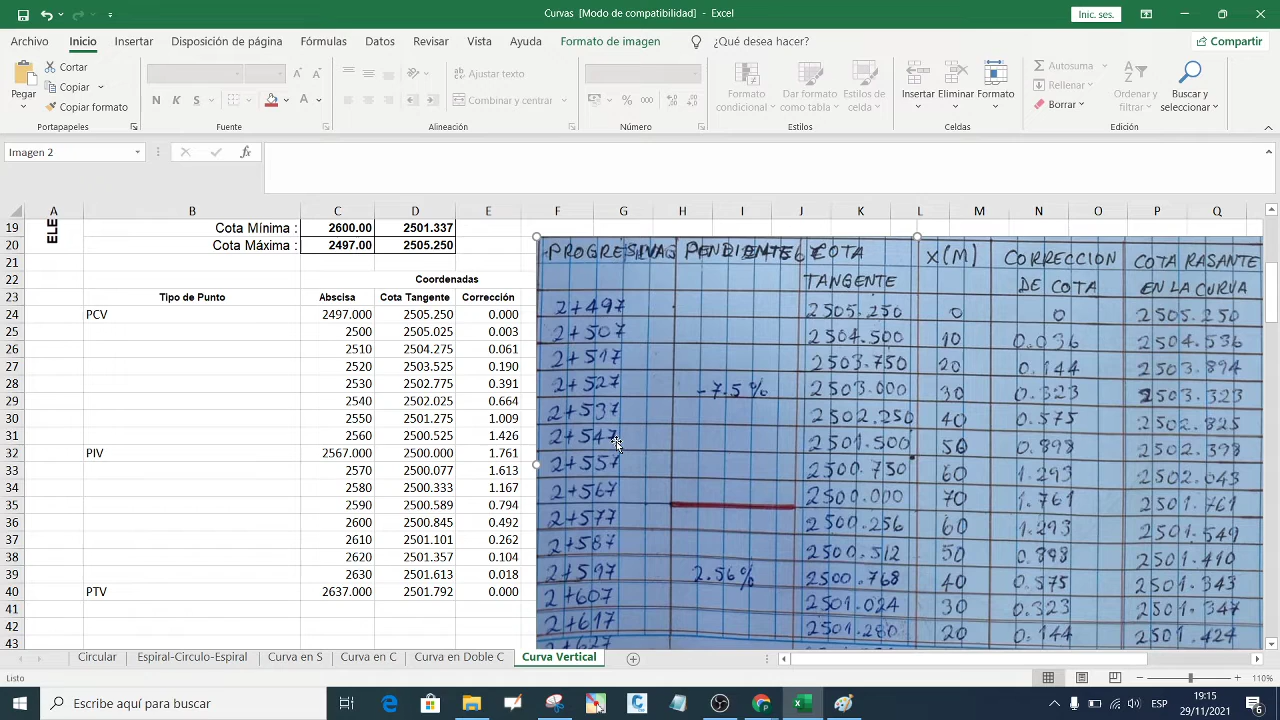 Curvas [Modo de compatibilidad] - Excel
Inic. ses.
Archivo Inicio Insertar Disposición de página Fórmulas Datos Revisar Vista Ayuda Formato de imagen ¿Qué desea hacer? Compartir
Pegar
Cortar
Copiar
Copiar formato
N K S
Ajustar texto
Combinar y centrar
% 000
Formato condicional
Dar formato como tabla
Estilos de celda
Insertar Eliminar Formato
Autosuma
Rellenar
Borrar
Ordenar y filtrar
Buscar y seleccionar
Portapapeles Fuente Alineación Número Estilos Celdas Edición
Imagen 2
fx
A B C D E F G H I J K L M N O P Q
ELE
19 Cota Mínima : 2600.00 2501.337
20 Cota Máxima : 2497.00 2505.250
21
22 Coordenadas
23 Tipo de Punto Abscisa Cota Tangente Corrección
24 PCV 2497.000 2505.250 0.000
25 2500 2505.025 0.003
26 2510 2504.275 0.061
27 2520 2503.525 0.190
28 2530 2502.775 0.391
29 2540 2502.025 0.664
30 2550 2501.275 1.009
31 2560 2500.525 1.426
32 PIV 2567.000 2500.000 1.761
33 2570 2500.077 1.613
34 2580 2500.333 1.167
35 2590 2500.589 0.794
36 2600 2500.845 0.492
37 2610 2501.101 0.262
38 2620 2501.357 0.104
39 2630 2501.613 0.018
40 PTV 2637.000 2501.792 0.000
41
42
43
PROGRESIVAS PENDIENTE COTA TANGENTE X(M) CORRECCION DE COTA COTA RASANTE EN LA CURVA
2+497 2505.250 0 0 2505.250
2+507 2504.500 10 0.036 2504.536
2+517 2503.750 20 0.144 2503.894
2+527 -7.5% 2503.000 30 0.323 2503.323
2+537 2502.250 40 0.575 2502.825
2+547 2501.500 50 0.898 2502.398
2+557 2500.750 60 1.293 2502.043
2+567 2500.000 70 1.761 2501.761
2+577 2500.256 60 1.293 2501.549
2+587 2500.512 50 0.898 2501.410
2+597 2.56% 2500.768 40 0.575 2501.343
2+607 2501.024 30 0.323 2501.347
2+617 2501.280 20 0.144 2501.424
Circular Espiral-Circulo-Espiral Curva en S Curva en C Curva en Doble C Curva Vertical
Listo
110%
Escribe aquí para buscar
ESP
19:15
29/11/2021